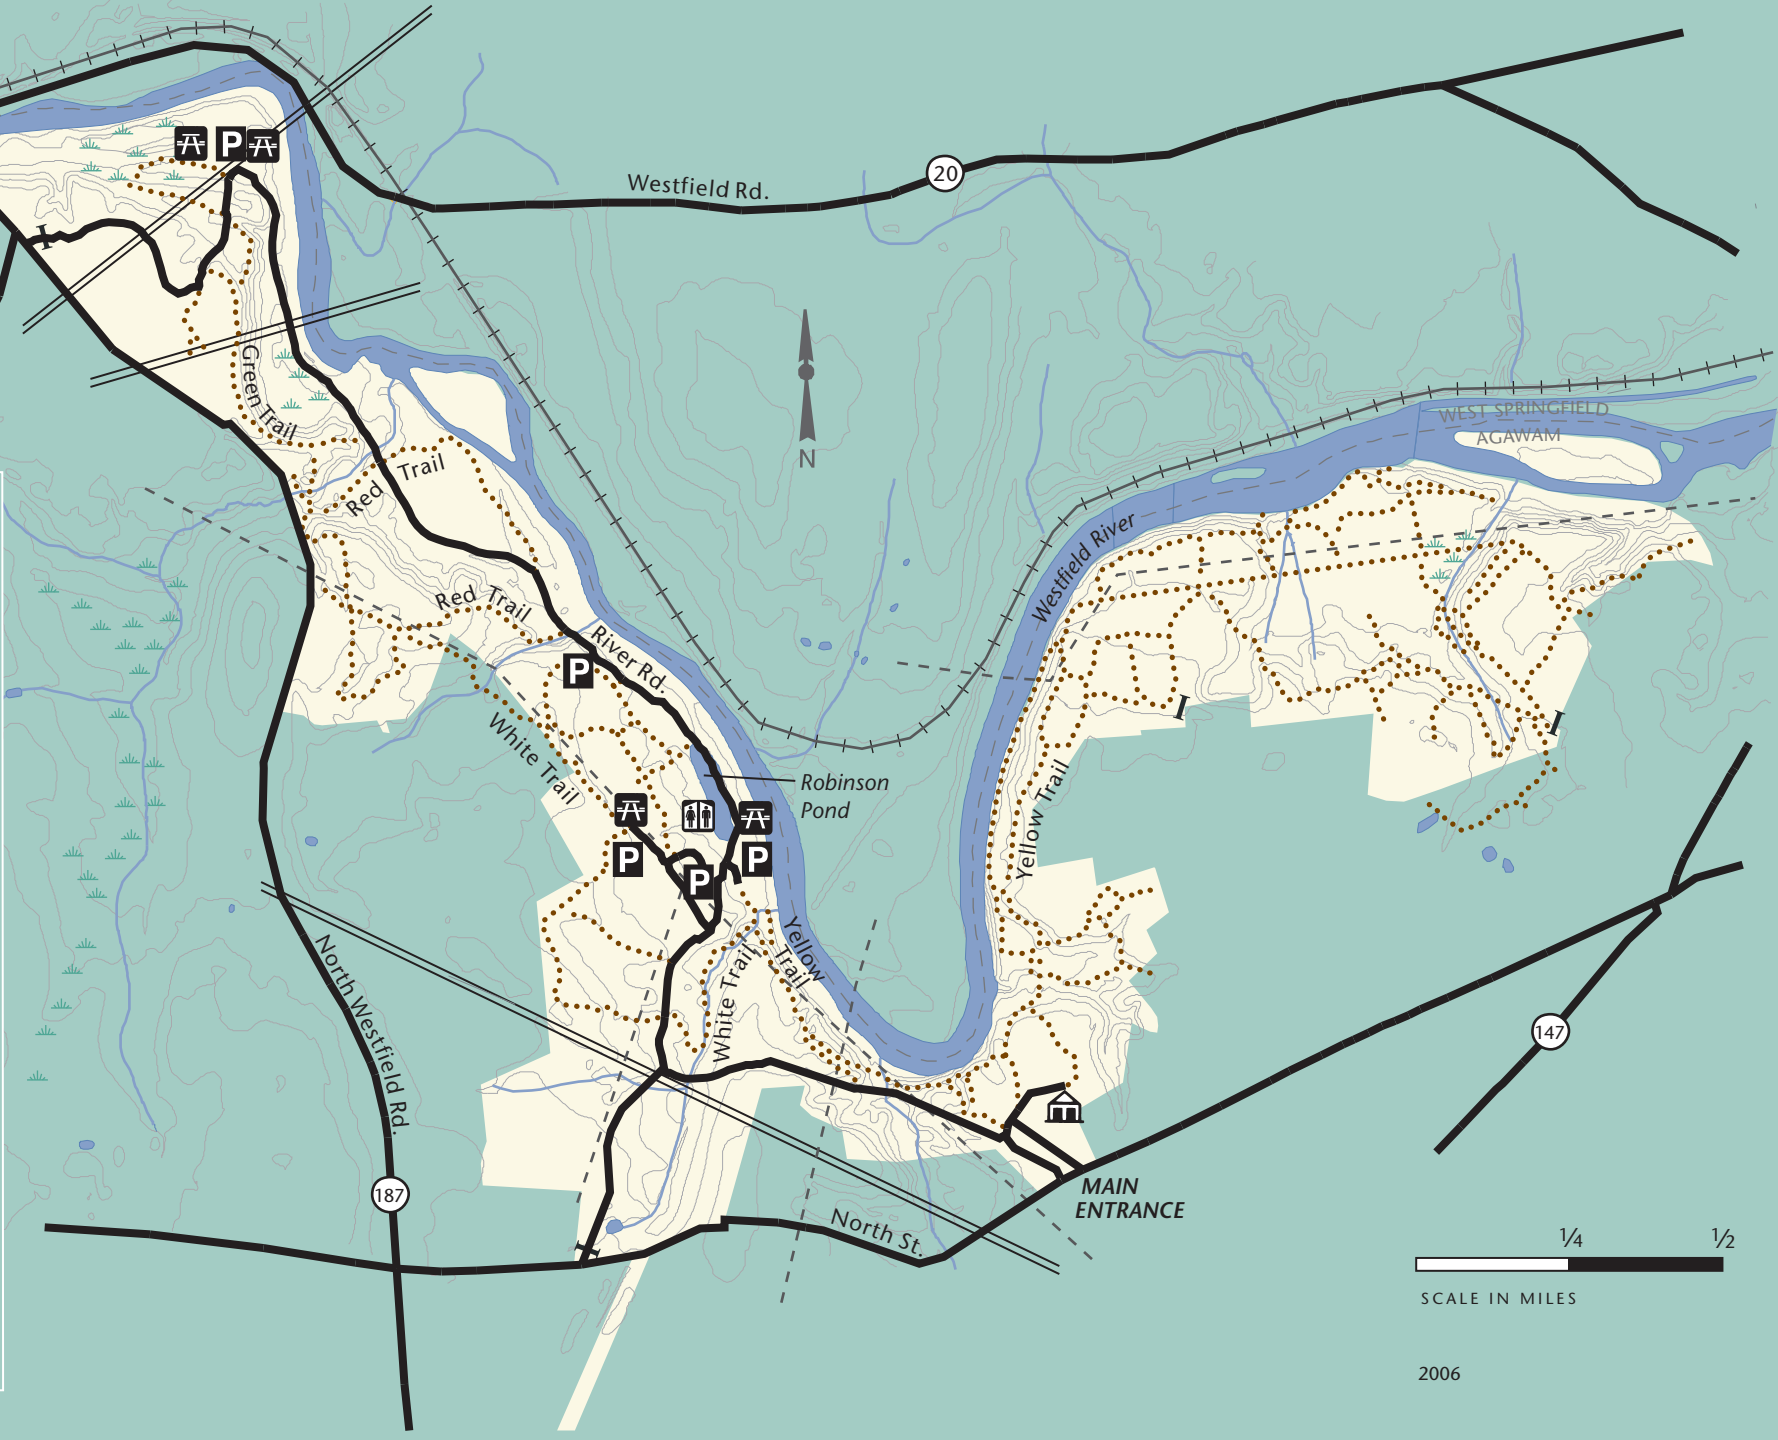 P
Westfield Rd.
20
Green Trail
Red Trail
N
WEST SPRINGFIELD
AGAWAM
Westfield River
Red Trail
River Rd.
P
White Trail
Robinson
Pond
Yellow Trail
P
P
P
Yellow
Trail
White Trail
North Westfield Rd.
147
187
MAIN
ENTRANCE
North St.
¼ ½
SCALE IN MILES
2006